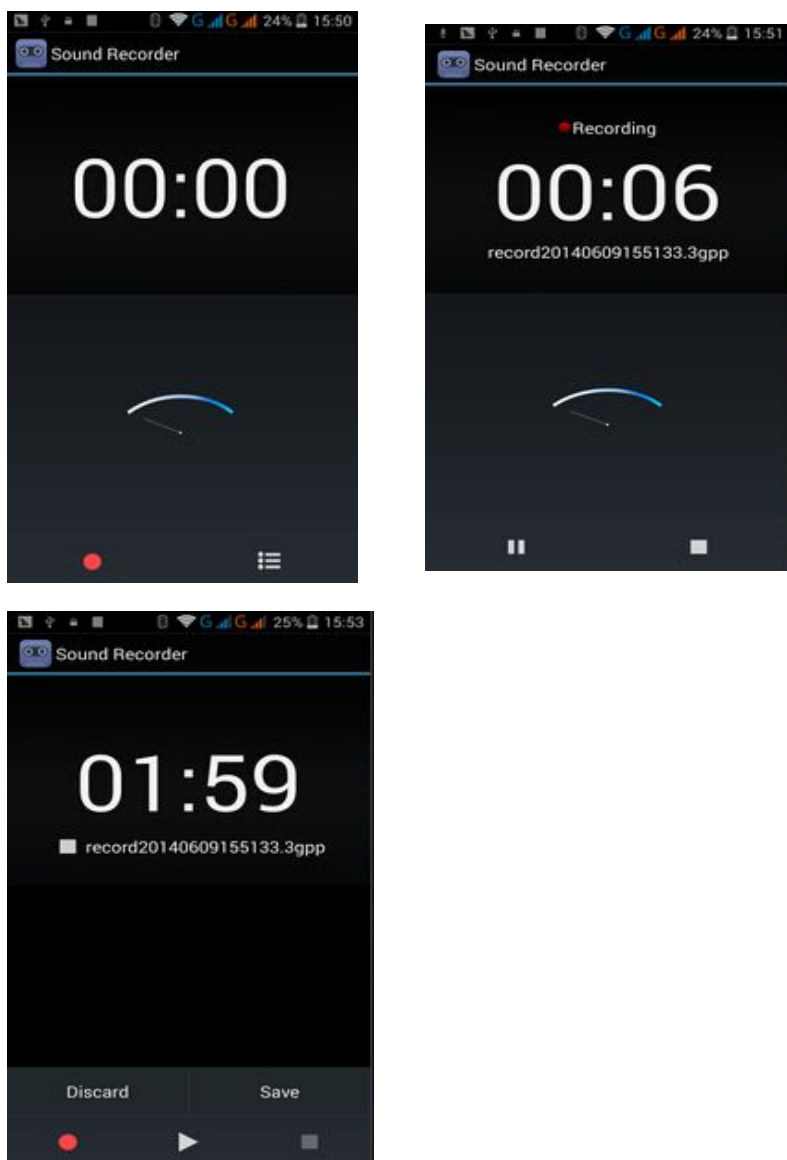 G G 24% 15:50
Sound Recorder
00:00
G G 24% 15:51
Sound Recorder
Recording
00:06
record20140609155133.3gpp
G G 25% 15:53
Sound Recorder
01:59
record20140609155133.3gpp
Discard Save